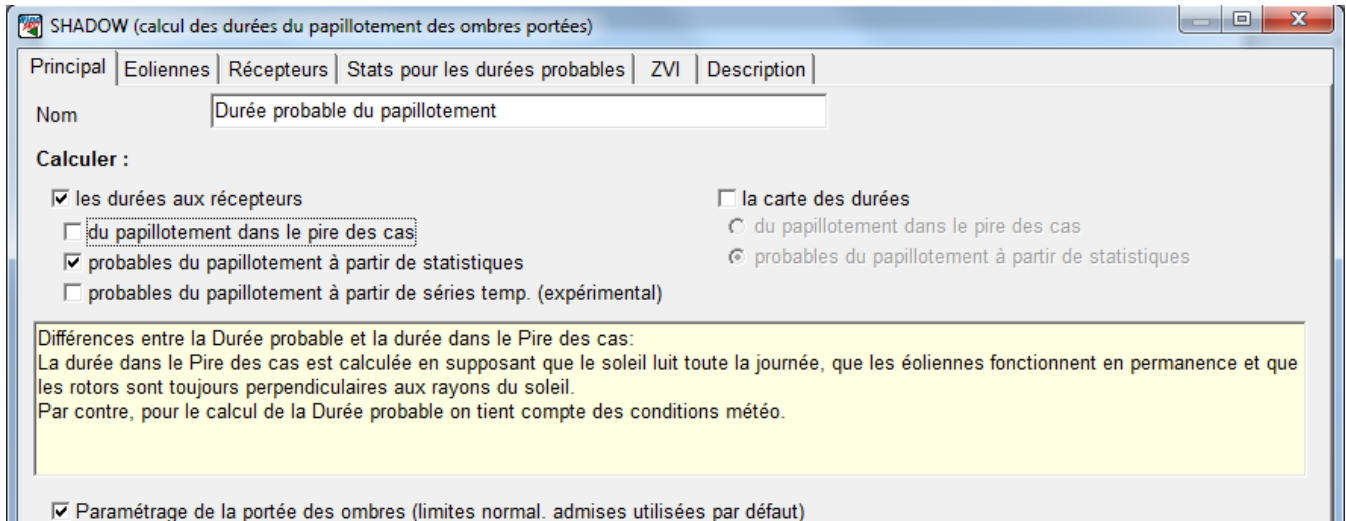 SHADOW (calcul des durées du papillotement des ombres portées)
Principal Eoliennes Récepteurs Stats pour les durées probables ZVI Description
Nom Durée probable du papillotement
Calculer :
les durées aux récepteurs la carte des durées
du papillotement dans le pire des cas du papillotement dans le pire des cas
probables du papillotement à partir de statistiques probables du papillotement à partir de statistiques
probables du papillotement à partir de séries temp. (expérimental)
Différences entre la Durée probable et la durée dans le Pire des cas:
La durée dans le Pire des cas est calculée en supposant que le soleil luit toute la journée, que les éoliennes fonctionnent en permanence et que
les rotors sont toujours perpendiculaires aux rayons du soleil.
Par contre, pour le calcul de la Durée probable on tient compte des conditions météo.
Paramétrage de la portée des ombres (limites normal. admises utilisées par défaut)